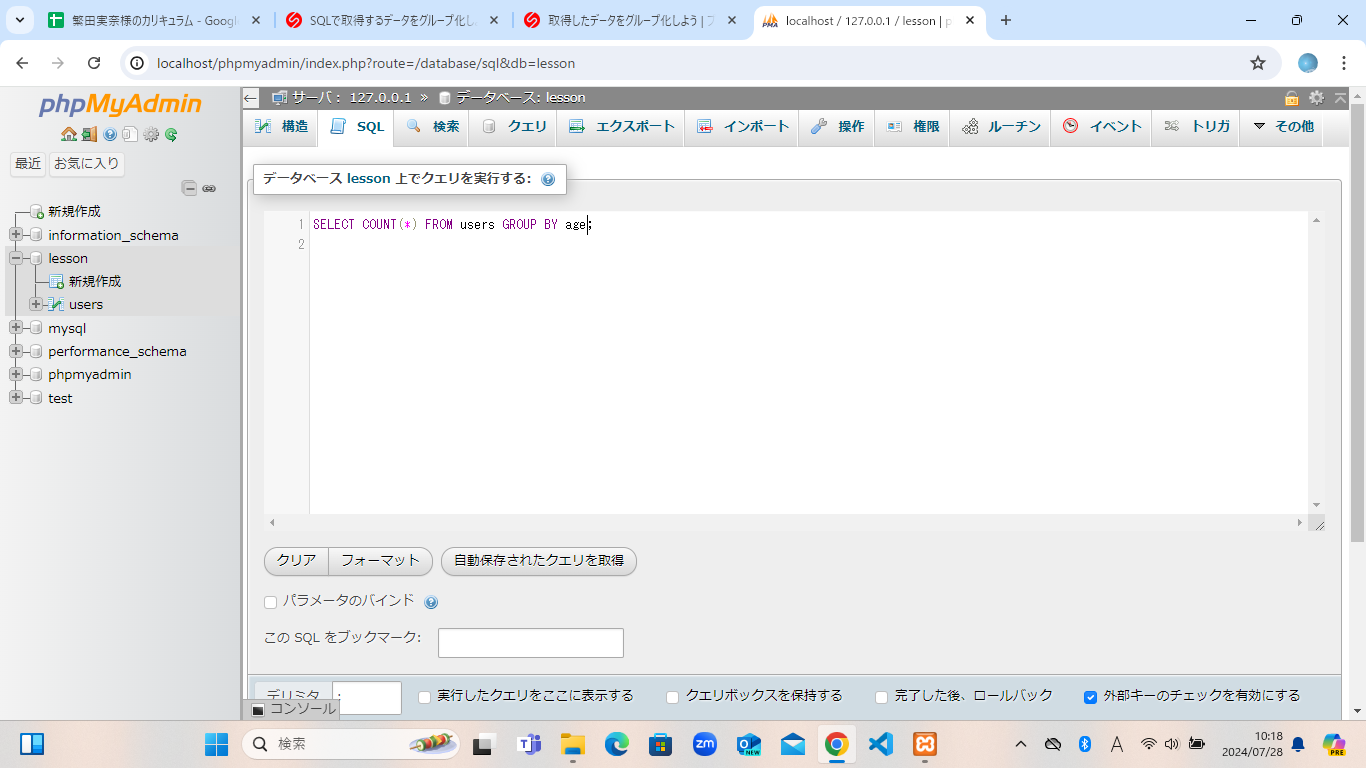 繁田実奈様のカリキュラム - Goog
SQLで取得するデータをグループ化し
取得したデータをグループ化しよう | フ
localhost / 127.0.0.1 / lesson | p
localhost/phpmyadmin/index.php?route=/database/sql&db=lesson
phpMyAdmin
最近
お気に入り
新規作成
information_schema
lesson
新規作成
users
mysql
performance_schema
phpmyadmin
test
サーバ： 127.0.0.1 » データベース: lesson
構造
SQL
検索
クエリ
エクスポート
インポート
操作
権限
ルーチン
イベント
トリガ
その他
データベース lesson 上でクエリを実行する:
1 SELECT COUNT(*) FROM users GROUP BY age;
2
クリア
フォーマット
自動保存されたクエリを取得
パラメータのバインド
この SQL をブックマーク:
デリミタ
;
実行したクエリをここに表示する
クエリボックスを保持する
完了した後、ロールバック
外部キーのチェックを有効にする
コンソール
検索
A
10:18
2024/07/28